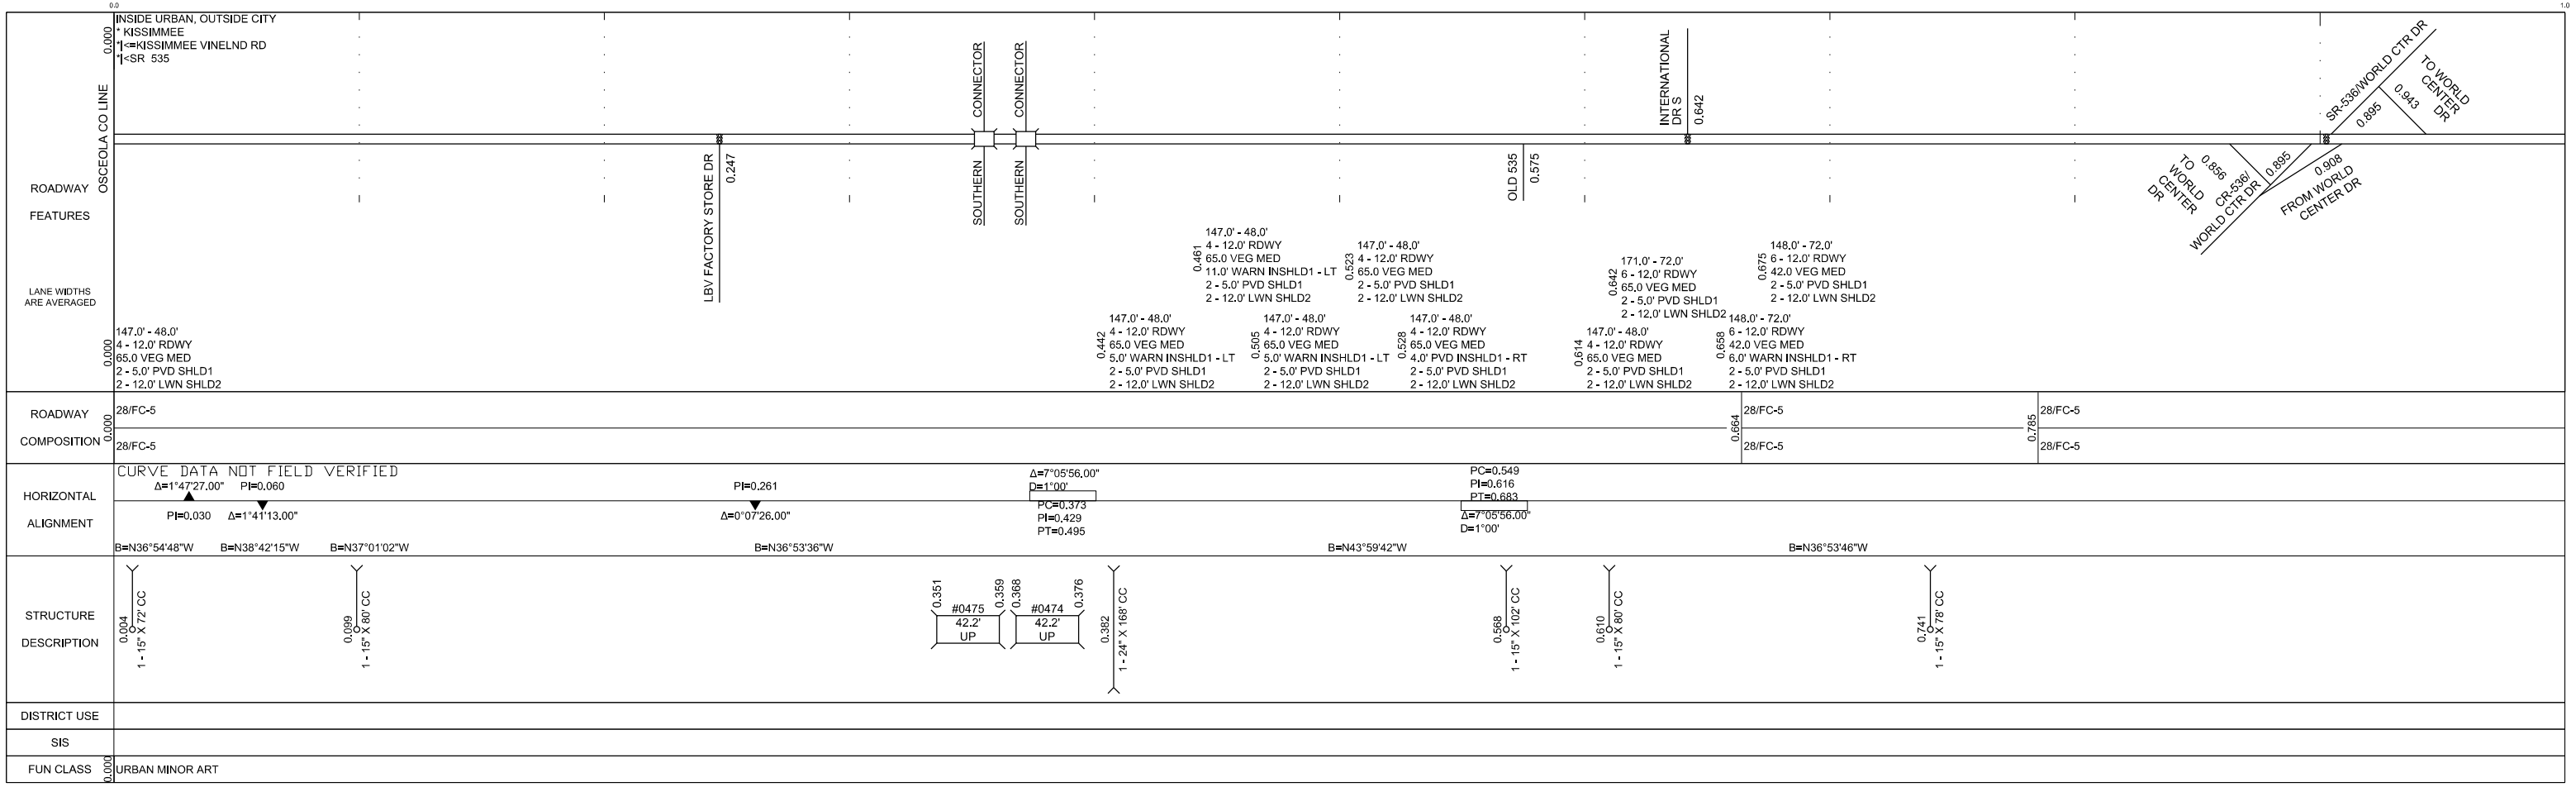 0.0
1.0
INSIDE URBAN, OUTSIDE CITY
* KISSIMMEE
*|<=KISSIMMEE VINELND RD
*|<SR 535
0.000
OSCEOLA CO LINE
ROADWAY
FEATURES
LANE WIDTHS
ARE AVERAGED
LBV FACTORY STORE DR
0.247
SOUTHERN CONNECTOR
SOUTHERN CONNECTOR
OLD 535
0.575
INTERNATIONAL
DR S
0.642
SR-536/WORLD CTR DR
0.895
0.943
TO WORLD
CENTER
DR
0.856
TO
WORLD
CENTER
DR
CR-536/
WORLD CTR DR
0.895
0.908
FROM WORLD
CENTER DR
0.000
147.0' - 48.0'
4 - 12.0' RDWY
65.0 VEG MED
2 - 5.0' PVD SHLD1
2 - 12.0' LWN SHLD2
0.442
147.0' - 48.0'
4 - 12.0' RDWY
65.0 VEG MED
5.0' WARN INSHLD1 - LT
2 - 5.0' PVD SHLD1
2 - 12.0' LWN SHLD2
0.461
147.0' - 48.0'
4 - 12.0' RDWY
65.0 VEG MED
11.0' WARN INSHLD1 - LT
2 - 5.0' PVD SHLD1
2 - 12.0' LWN SHLD2
0.505
147.0' - 48.0'
4 - 12.0' RDWY
65.0 VEG MED
5.0' WARN INSHLD1 - LT
2 - 5.0' PVD SHLD1
2 - 12.0' LWN SHLD2
0.523
147.0' - 48.0'
4 - 12.0' RDWY
65.0 VEG MED
2 - 5.0' PVD SHLD1
2 - 12.0' LWN SHLD2
0.528
147.0' - 48.0'
4 - 12.0' RDWY
65.0 VEG MED
4.0' PVD INSHLD1 - RT
2 - 5.0' PVD SHLD1
2 - 12.0' LWN SHLD2
0.614
147.0' - 48.0'
4 - 12.0' RDWY
65.0 VEG MED
2 - 5.0' PVD SHLD1
2 - 12.0' LWN SHLD2
0.642
171.0' - 72.0'
6 - 12.0' RDWY
65.0 VEG MED
2 - 5.0' PVD SHLD1
2 - 12.0' LWN SHLD2
0.658
148.0' - 72.0'
6 - 12.0' RDWY
42.0 VEG MED
6.0' WARN INSHLD1 - RT
2 - 5.0' PVD SHLD1
2 - 12.0' LWN SHLD2
0.675
148.0' - 72.0'
6 - 12.0' RDWY
42.0 VEG MED
2 - 5.0' PVD SHLD1
2 - 12.0' LWN SHLD2
ROADWAY
COMPOSITION
0.000
28/FC-5
28/FC-5
0.664
28/FC-5
28/FC-5
0.785
28/FC-5
28/FC-5
HORIZONTAL
ALIGNMENT
CURVE DATA NOT FIELD VERIFIED
Δ=1°47'27.00"
PI=0.030
PI=0.060
Δ=1°41'13.00"
PI=0.261
Δ=0°07'26.00"
Δ=7°05'56.00"
D=1°00'
PC=0.373
PI=0.429
PT=0.495
PC=0.549
PI=0.616
PT=0.683
Δ=7°05'56.00"
D=1°00'
B=N36°54'48"W
B=N38°42'15"W
B=N37°01'02"W
B=N36°53'36"W
B=N43°59'42"W
B=N36°53'46"W
STRUCTURE
DESCRIPTION
0.004
1 - 15" X 72' CC
0.099
1 - 15" X 80' CC
0.351
0.359
#0475
42.2'
UP
0.368
0.376
#0474
42.2'
UP
0.382
1 - 24" X 168' CC
0.568
1 - 15" X 102' CC
0.610
1 - 15" X 80' CC
0.741
1 - 15" X 78' CC
DISTRICT USE
SIS
FUN CLASS
0.000
URBAN MINOR ART